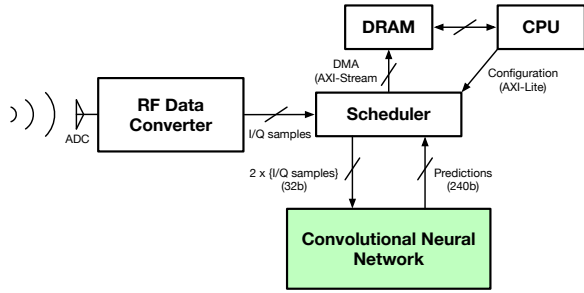 DRAM
CPU
DMA
(AXI-Stream
Configuration
(AXI-Lite)
RF Data
Converter
ADC
I/Q samples
Scheduler
2 x {I/Q samples}
(32b)
Predictions
(240b)
Convolutional Neural
Network